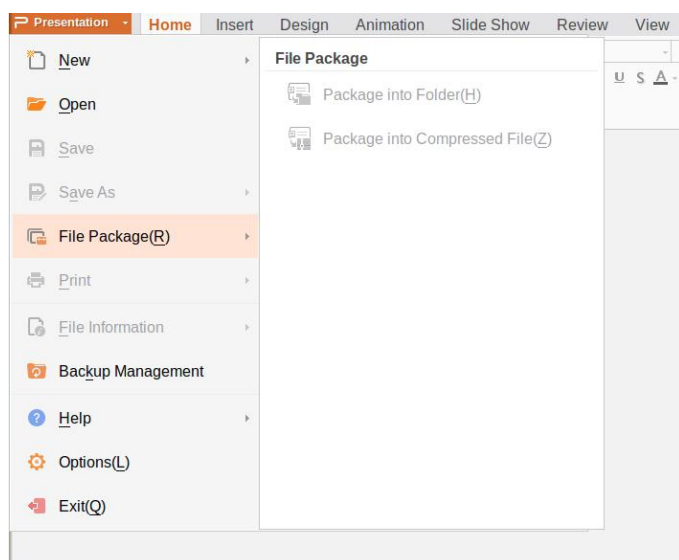 Presentation Home Insert Design Animation Slide Show Review View
New
Open
Save
Save As
File Package(R)
Print
File Information
Backup Management
Help
Options(L)
Exit(Q)
File Package
Package into Folder(H)
Package into Compressed File(Z)
U S A